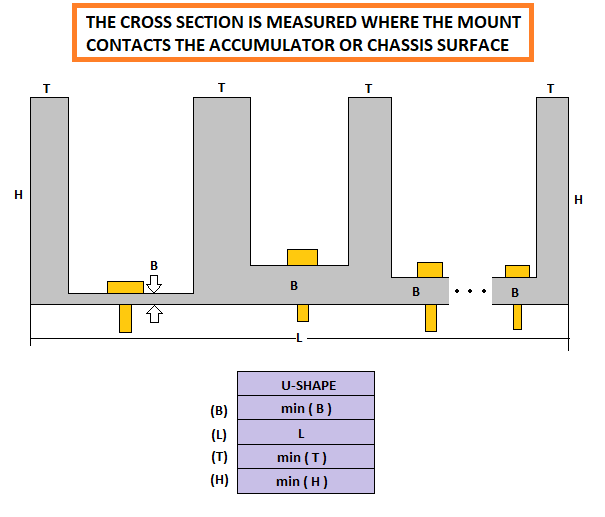 THE CROSS SECTION IS MEASURED WHERE THE MOUNT
CONTACTS THE ACCUMULATOR OR CHASSIS SURFACE
T T T T
H H
B
B
B B
L
U-SHAPE
(B) min ( B )
(L) L
(T) min ( T )
(H) min ( H )